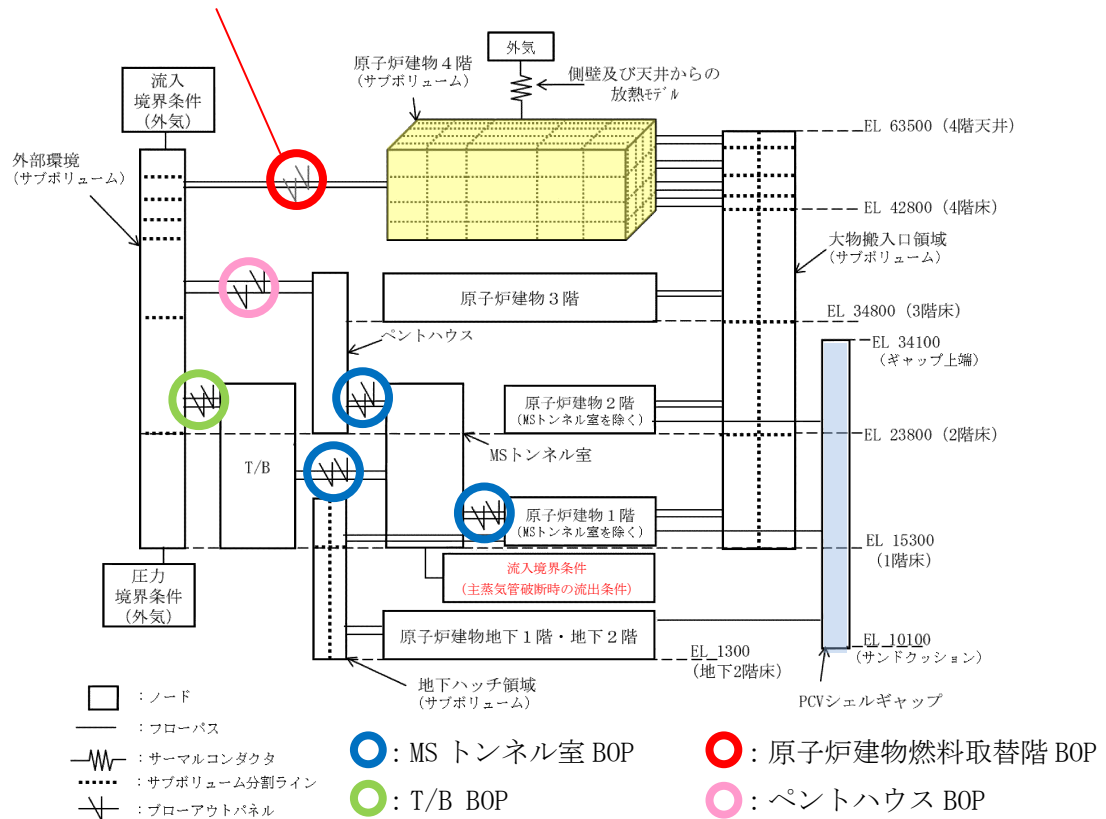 外気
原子炉建物４階
(サブボリューム)
側壁及び天井からの
放熱ﾓﾃﾞﾙ
流入
境界条件
(外気)
EL 63500 (4階天井)
外部環境
(サブボリューム)
EL 42800 (4階床)
大物搬入口領域
(サブボリューム)
原子炉建物３階
EL 34800 (3階床)
ペントハウス
EL 34100
(ギャップ上端)
原子炉建物２階
(MSトンネル室を除く)
EL 23800 (2階床)
MSトンネル室
T/B
原子炉建物１階
(MSトンネル室を除く)
EL 15300
(1階床)
流入境界条件
(主蒸気管破断時の流出条件)
圧力
境界条件
(外気)
原子炉建物地下１階・地下２階
EL 10100
(サンドクッション)
EL 1300
(地下2階床)
地下ハッチ領域
(サブボリューム)
PCVシェルギャップ
：ノード
：フローパス
：サーマルコンダクタ
：サブボリューム分割ライン
：ブローアウトパネル
：MS トンネル室 BOP
：原子炉建物燃料取替階 BOP
：T/B BOP
：ペントハウス BOP